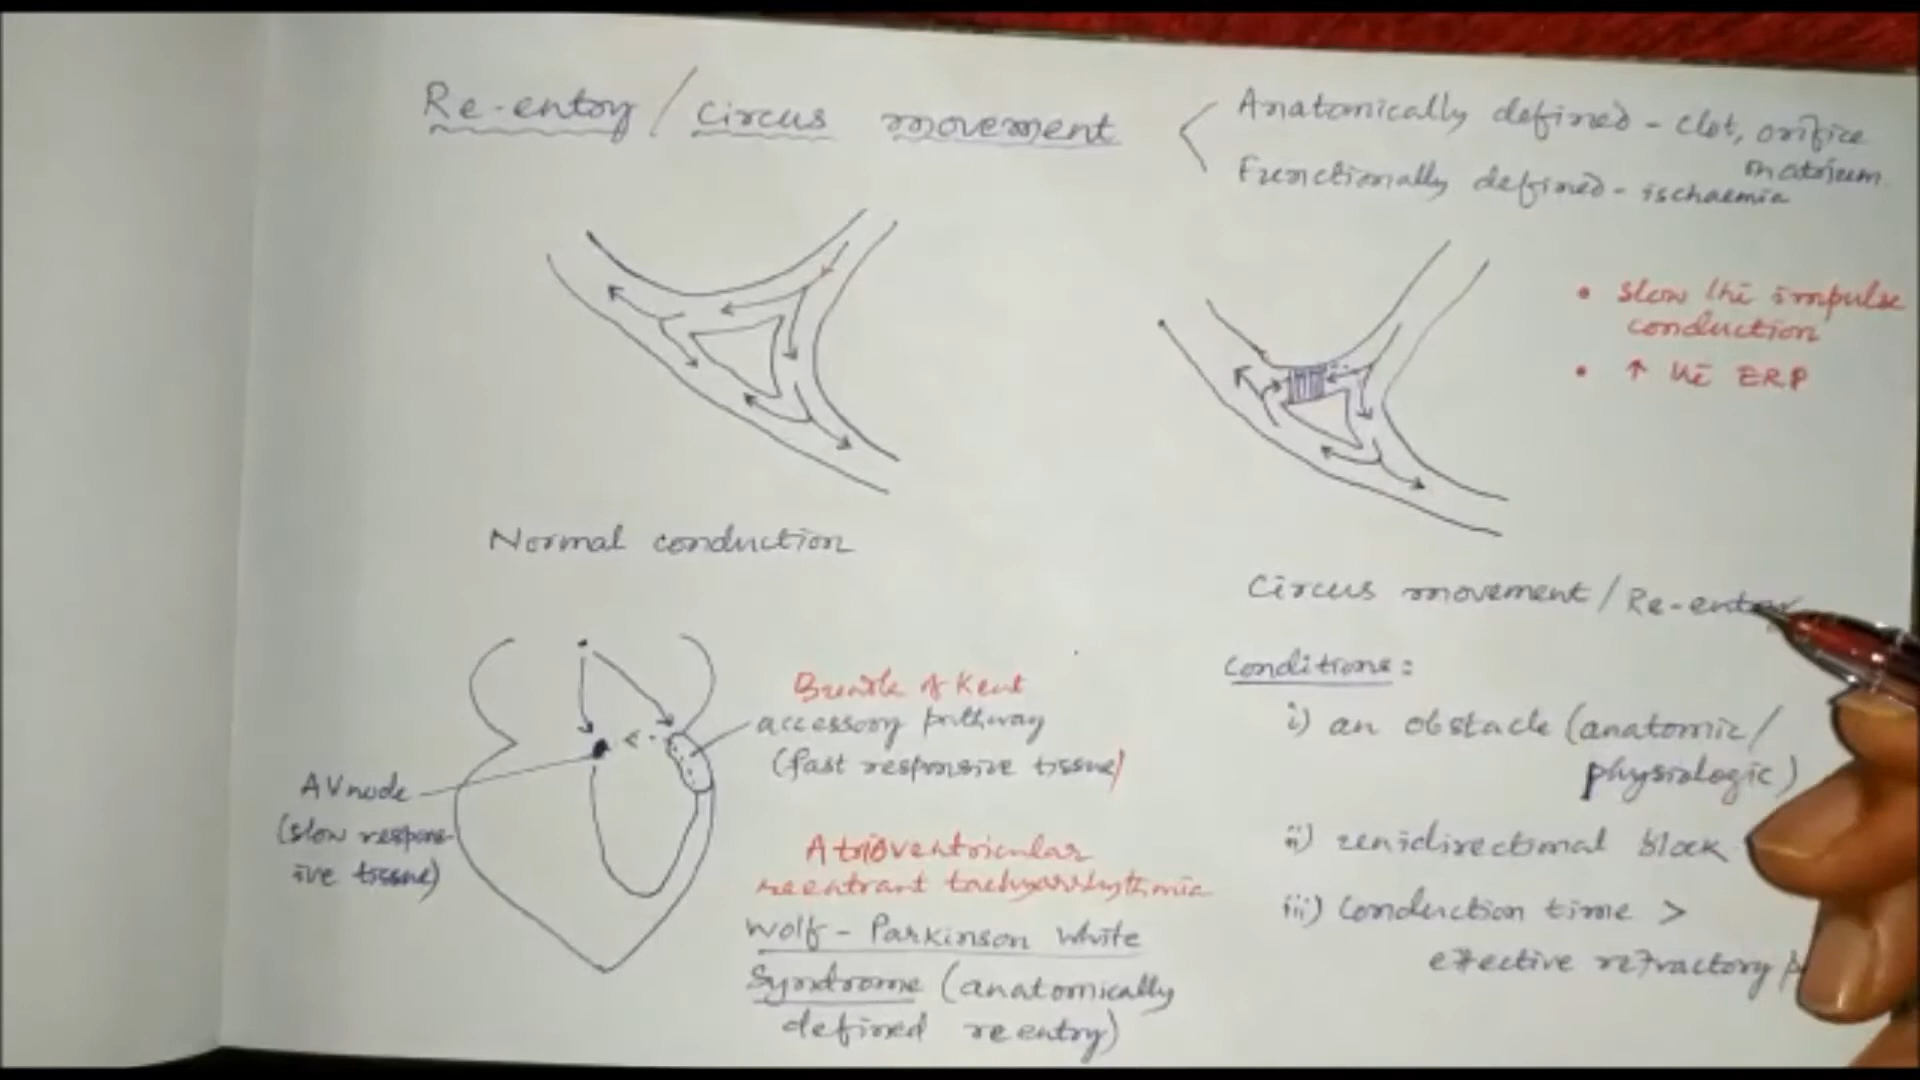 Re-entry / Circus movement
Anatomically defined - clot, orifice
in atrium
Functionally defined - ischaemia
• Slow the impulse
conduction
• ↑ the ERP
Normal conduction
Circus movement / Re-entry
Conditions:
i) an obstacle (anatomic/
physiologic)
ii) unidirectional block
iii) Conduction time >
effective refractory
Bundle of Kent
accessory pathway
(fast responsive tissue)
AV node
(slow respons-
ive tissue)
Atrioventricular
reentrant tachyarrhythmia
Wolf - Parkinson White
Syndrome (anatomically
defined reentry)